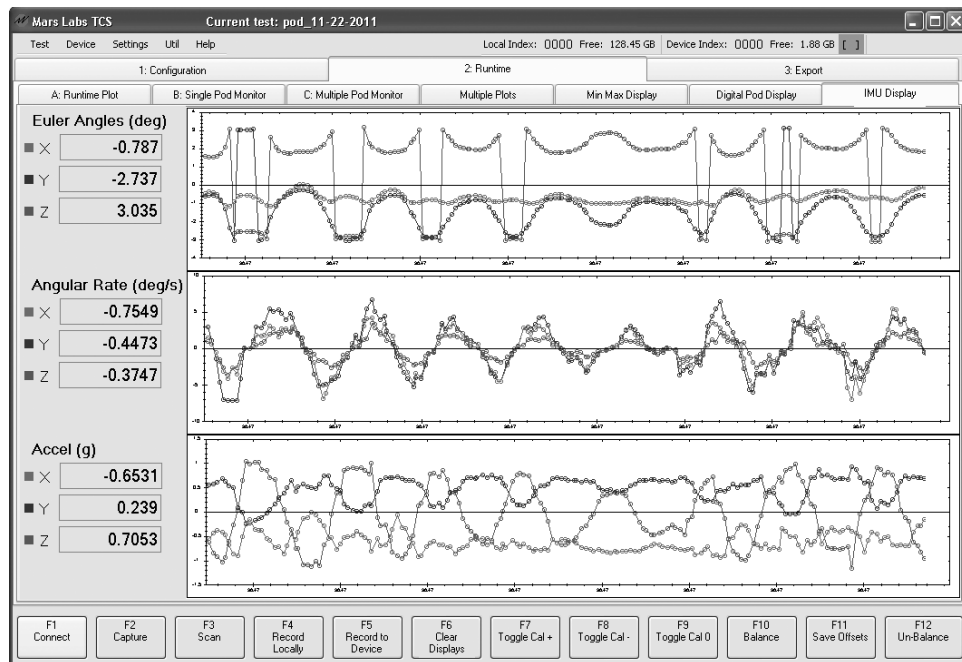 Mars Labs TCS Current test: pod_11-22-2011
Test Device Settings Util Help Local Index: 0000 Free: 128.45 GB Device Index: 0000 Free: 1.88 GB [ ]
1: Configuration 2: Runtime 3: Export
A: Runtime Plot B: Single Pod Monitor C: Multiple Pod Monitor Multiple Plots Min Max Display Digital Pod Display IMU Display
Euler Angles (deg)
X -0.787
Y -2.737
Z 3.035
Angular Rate (deg/s)
X -0.7549
Y -0.4473
Z -0.3747
Accel (g)
X -0.6531
Y 0.239
Z 0.7053
F1 F2 F3 F4 F5 F6 F7 F8 F9 F10 F11 F12
Connect Capture Scan Record Record to Clear Toggle Cal + Toggle Cal - Toggle Cal 0 Balance Save Offsets Un-Balance
Locally Device Displays